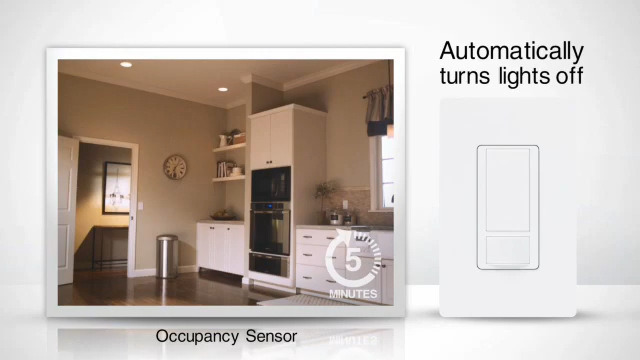 Automatically
turns lights off
5
MINUTES
Occupancy Sensor